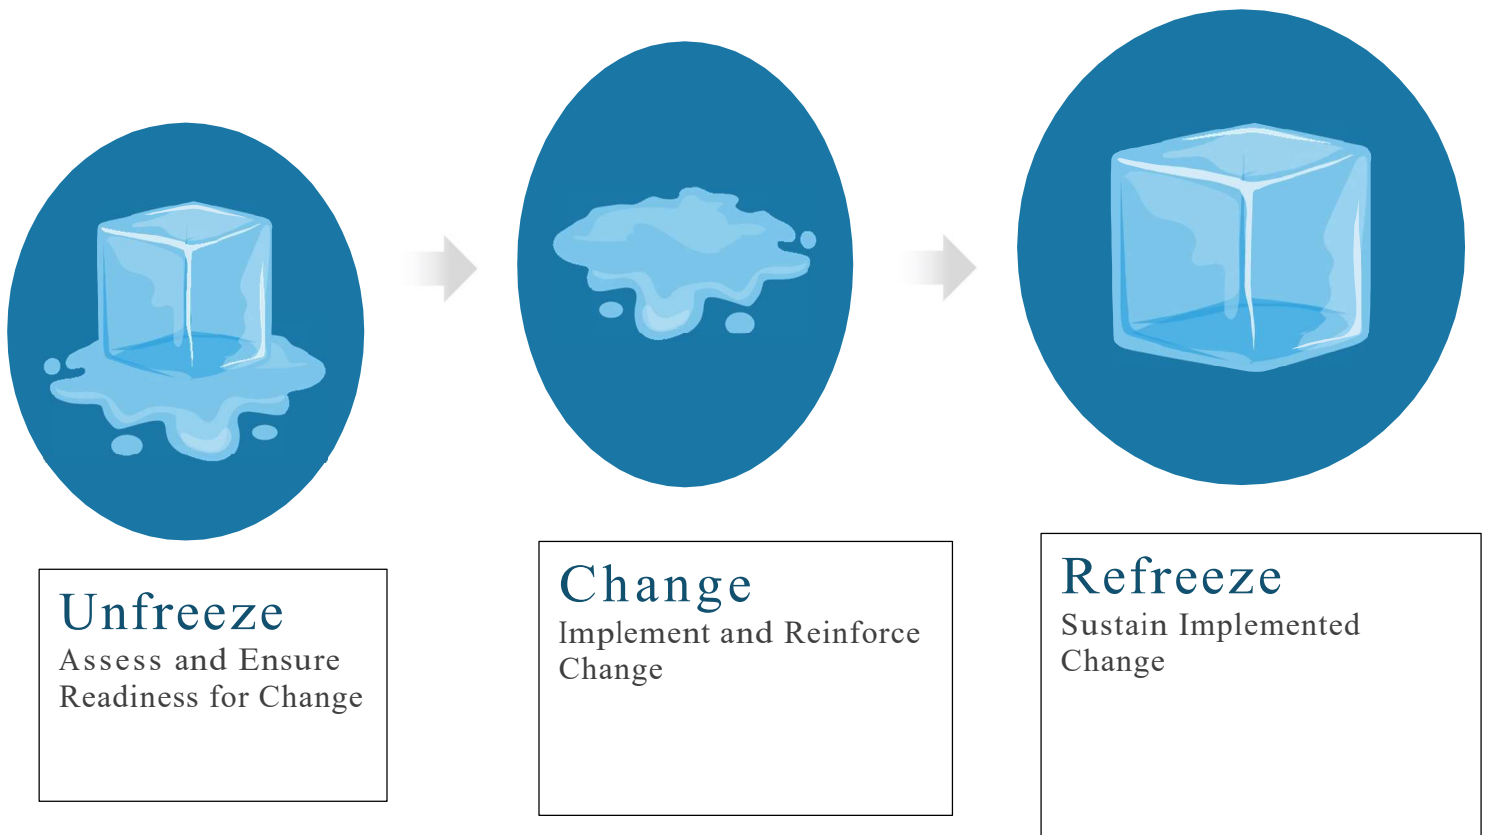 Unfreeze
Assess and Ensure
Readiness for Change
Change
Implement and Reinforce
Change
Refreeze
Sustain Implemented
Change